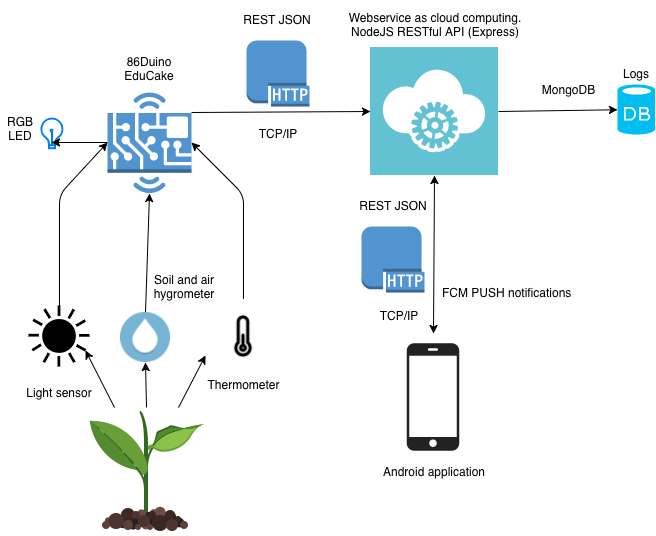 REST JSON
Webservice as cloud computing.
NodeJS RESTful API (Express)
86Duino
EduCake
HTTP
MongoDB
Logs
DB
RGB
LED
TCP/IP
REST JSON
HTTP
Soil and air
hygrometer
FCM PUSH notifications
TCP/IP
Light sensor
Thermometer
Android application